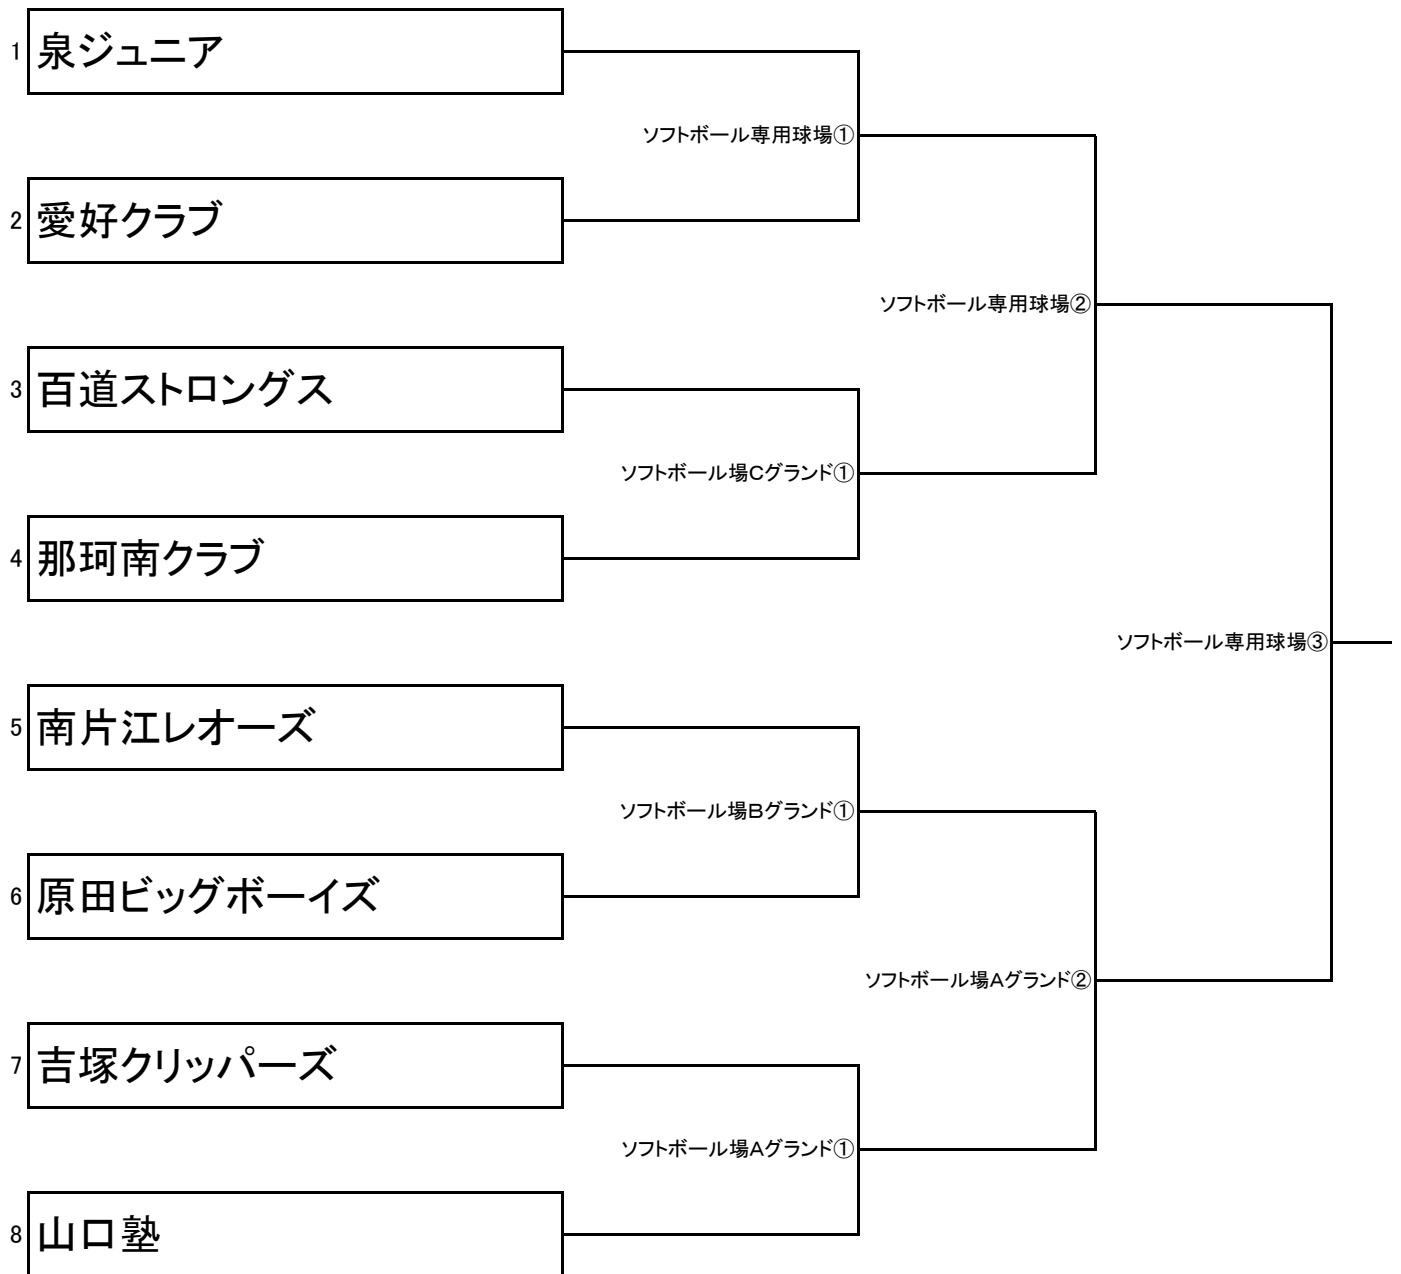 1 泉ジュニア
ソフトボール専用球場①
2 愛好クラブ
ソフトボール専用球場②
3 百道ストロングス
ソフトボール場Cグランド①
4 那珂南クラブ
ソフトボール専用球場③
5 南片江レオーズ
ソフトボール場Bグランド①
6 原田ビッグボーイズ
ソフトボール場Aグランド②
7 吉塚クリッパーズ
ソフトボール場Aグランド①
8 山口塾